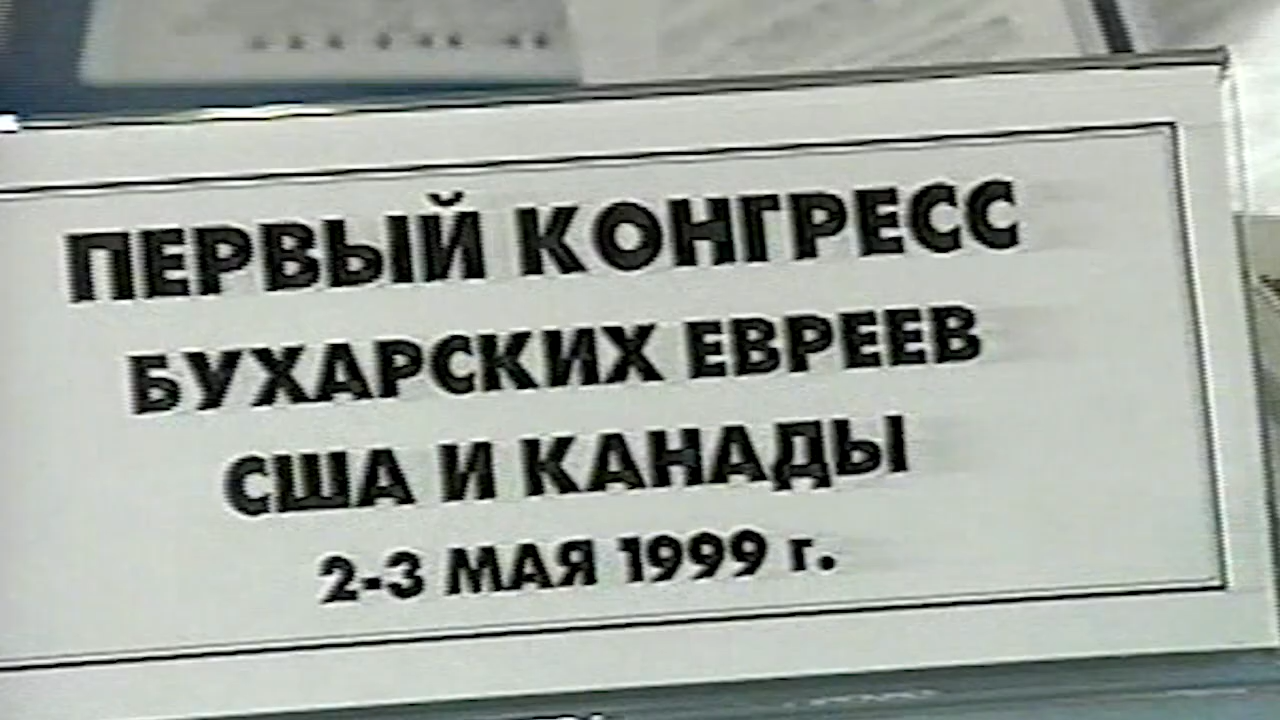 ПЕРВЫЙ КОНГРЕСС
БУХАРСКИХ ЕВРЕЕВ
США И КАНАДЫ
2-3 МАЯ 1999 г.